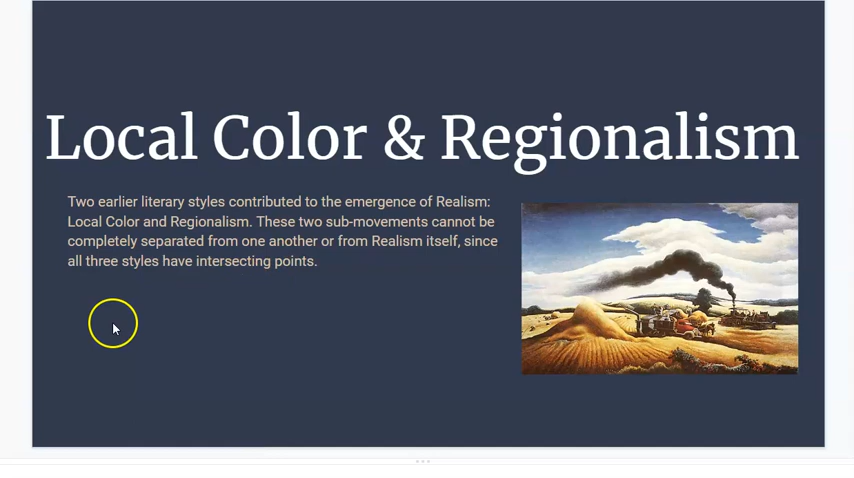 Local Color & Regionalism
Two earlier literary styles contributed to the emergence of Realism:
Local Color and Regionalism. These two sub-movements cannot be
completely separated from one another or from Realism itself, since
all three styles have intersecting points.